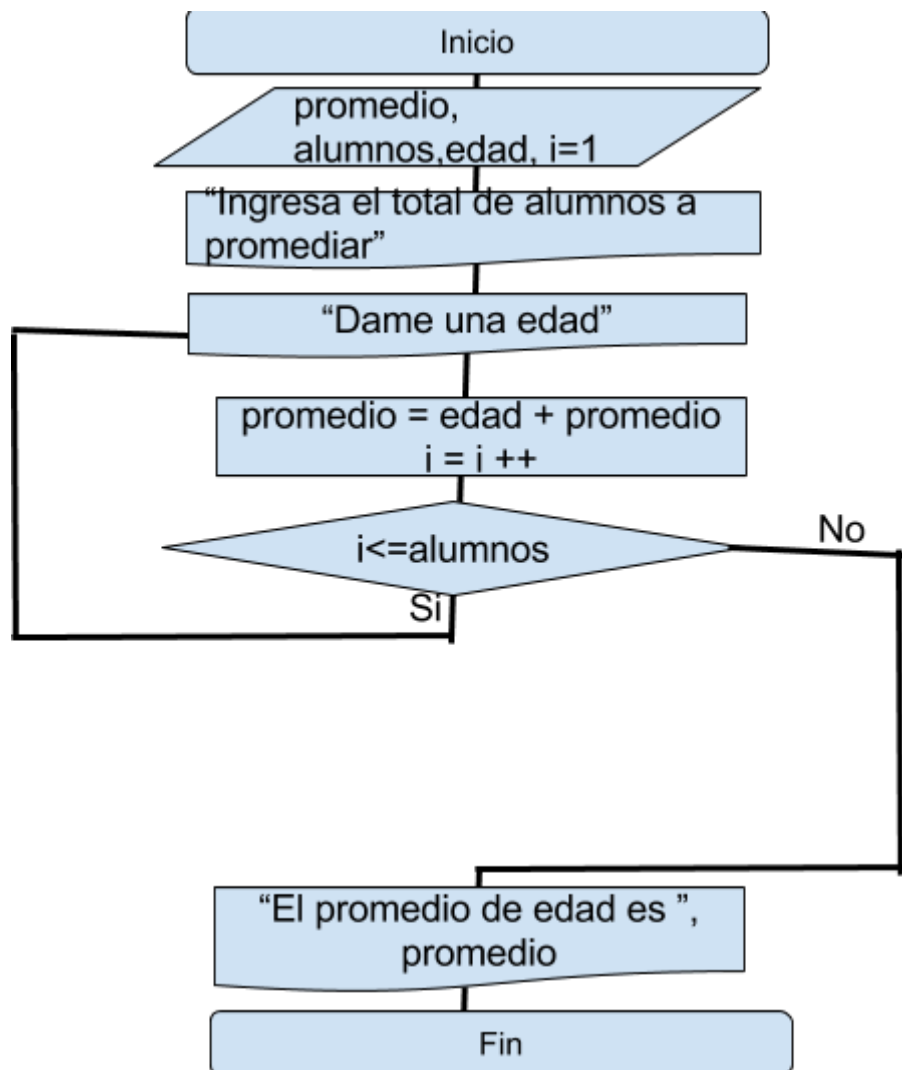 Inicio
promedio,
alumnos,edad, i=1
“Ingresa el total de alumnos a
promediar”
“Dame una edad”
promedio = edad + promedio
i = i ++
i<=alumnos
No
Si
“El promedio de edad es ”,
promedio
Fin